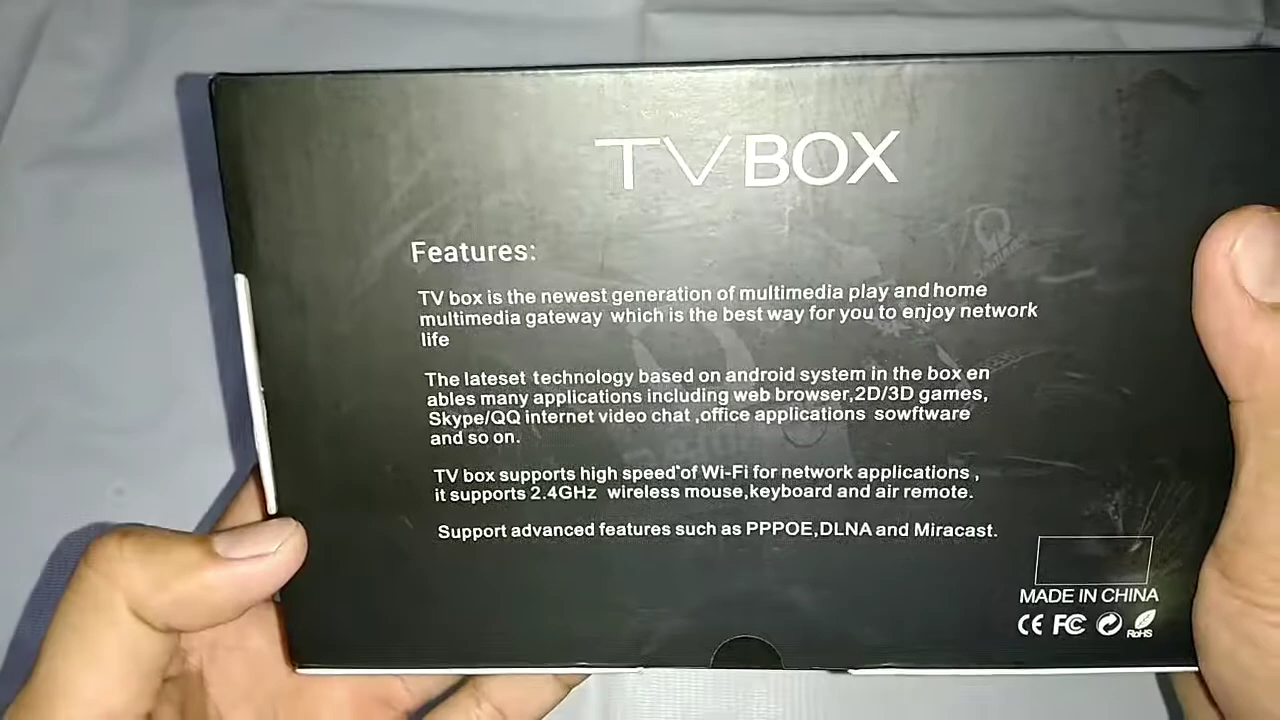 TV BOX
Features:
TV box is the newest generation of multimedia play and home
multimedia gateway which is the best way for you to enjoy network
life
The lateset technology based on android system in the box en
ables many applications including web browser,2D/3D games,
Skype/QQ internet video chat ,office applications sowftware
and so on.
TV box supports high speed of Wi-Fi for network applications ,
it supports 2.4GHz wireless mouse,keyboard and air remote.
Support advanced features such as PPPOE,DLNA and Miracast.
MADE IN CHINA
CE FC RoHS